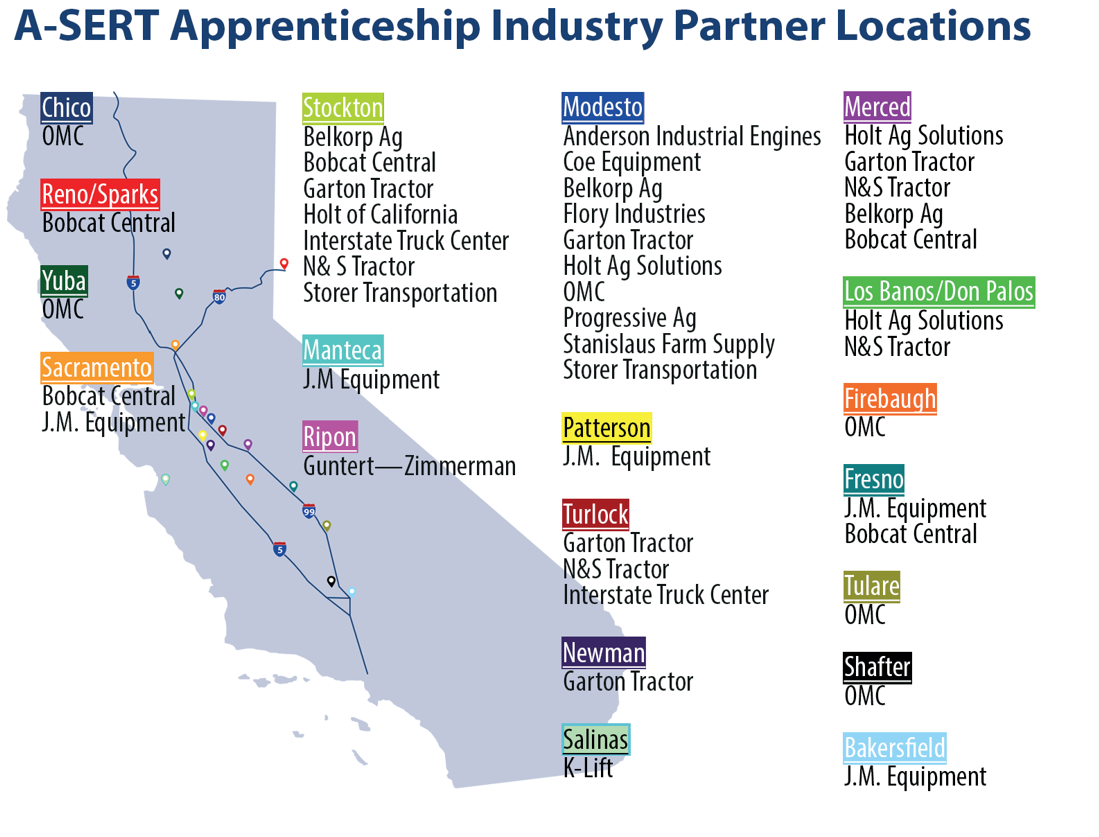 A-SERT Apprenticeship Industry Partner Locations
Chico
OMC
Reno/Sparks
Bobcat Central
Yuba
OMC
Sacramento
Bobcat Central
J.M. Equipment
5
80
99
5
Stockton
Belkorp Ag
Bobcat Central
Garton Tractor
Holt of California
Interstate Truck Center
N& S Tractor
Storer Transportation
Manteca
J.M Equipment
Ripon
Guntert—Zimmerman
Modesto
Anderson Industrial Engines
Coe Equipment
Belkorp Ag
Flory Industries
Garton Tractor
Holt Ag Solutions
OMC
Progressive Ag
Stanislaus Farm Supply
Storer Transportation
Patterson
J.M. Equipment
Turlock
Garton Tractor
N&S Tractor
Interstate Truck Center
Newman
Garton Tractor
Salinas
K-Lift
Merced
Holt Ag Solutions
Garton Tractor
N&S Tractor
Belkorp Ag
Bobcat Central
Los Banos/Don Palos
Holt Ag Solutions
N&S Tractor
Firebaugh
OMC
Fresno
J.M. Equipment
Bobcat Central
Tulare
OMC
Shafter
OMC
Bakersfield
J.M. Equipment